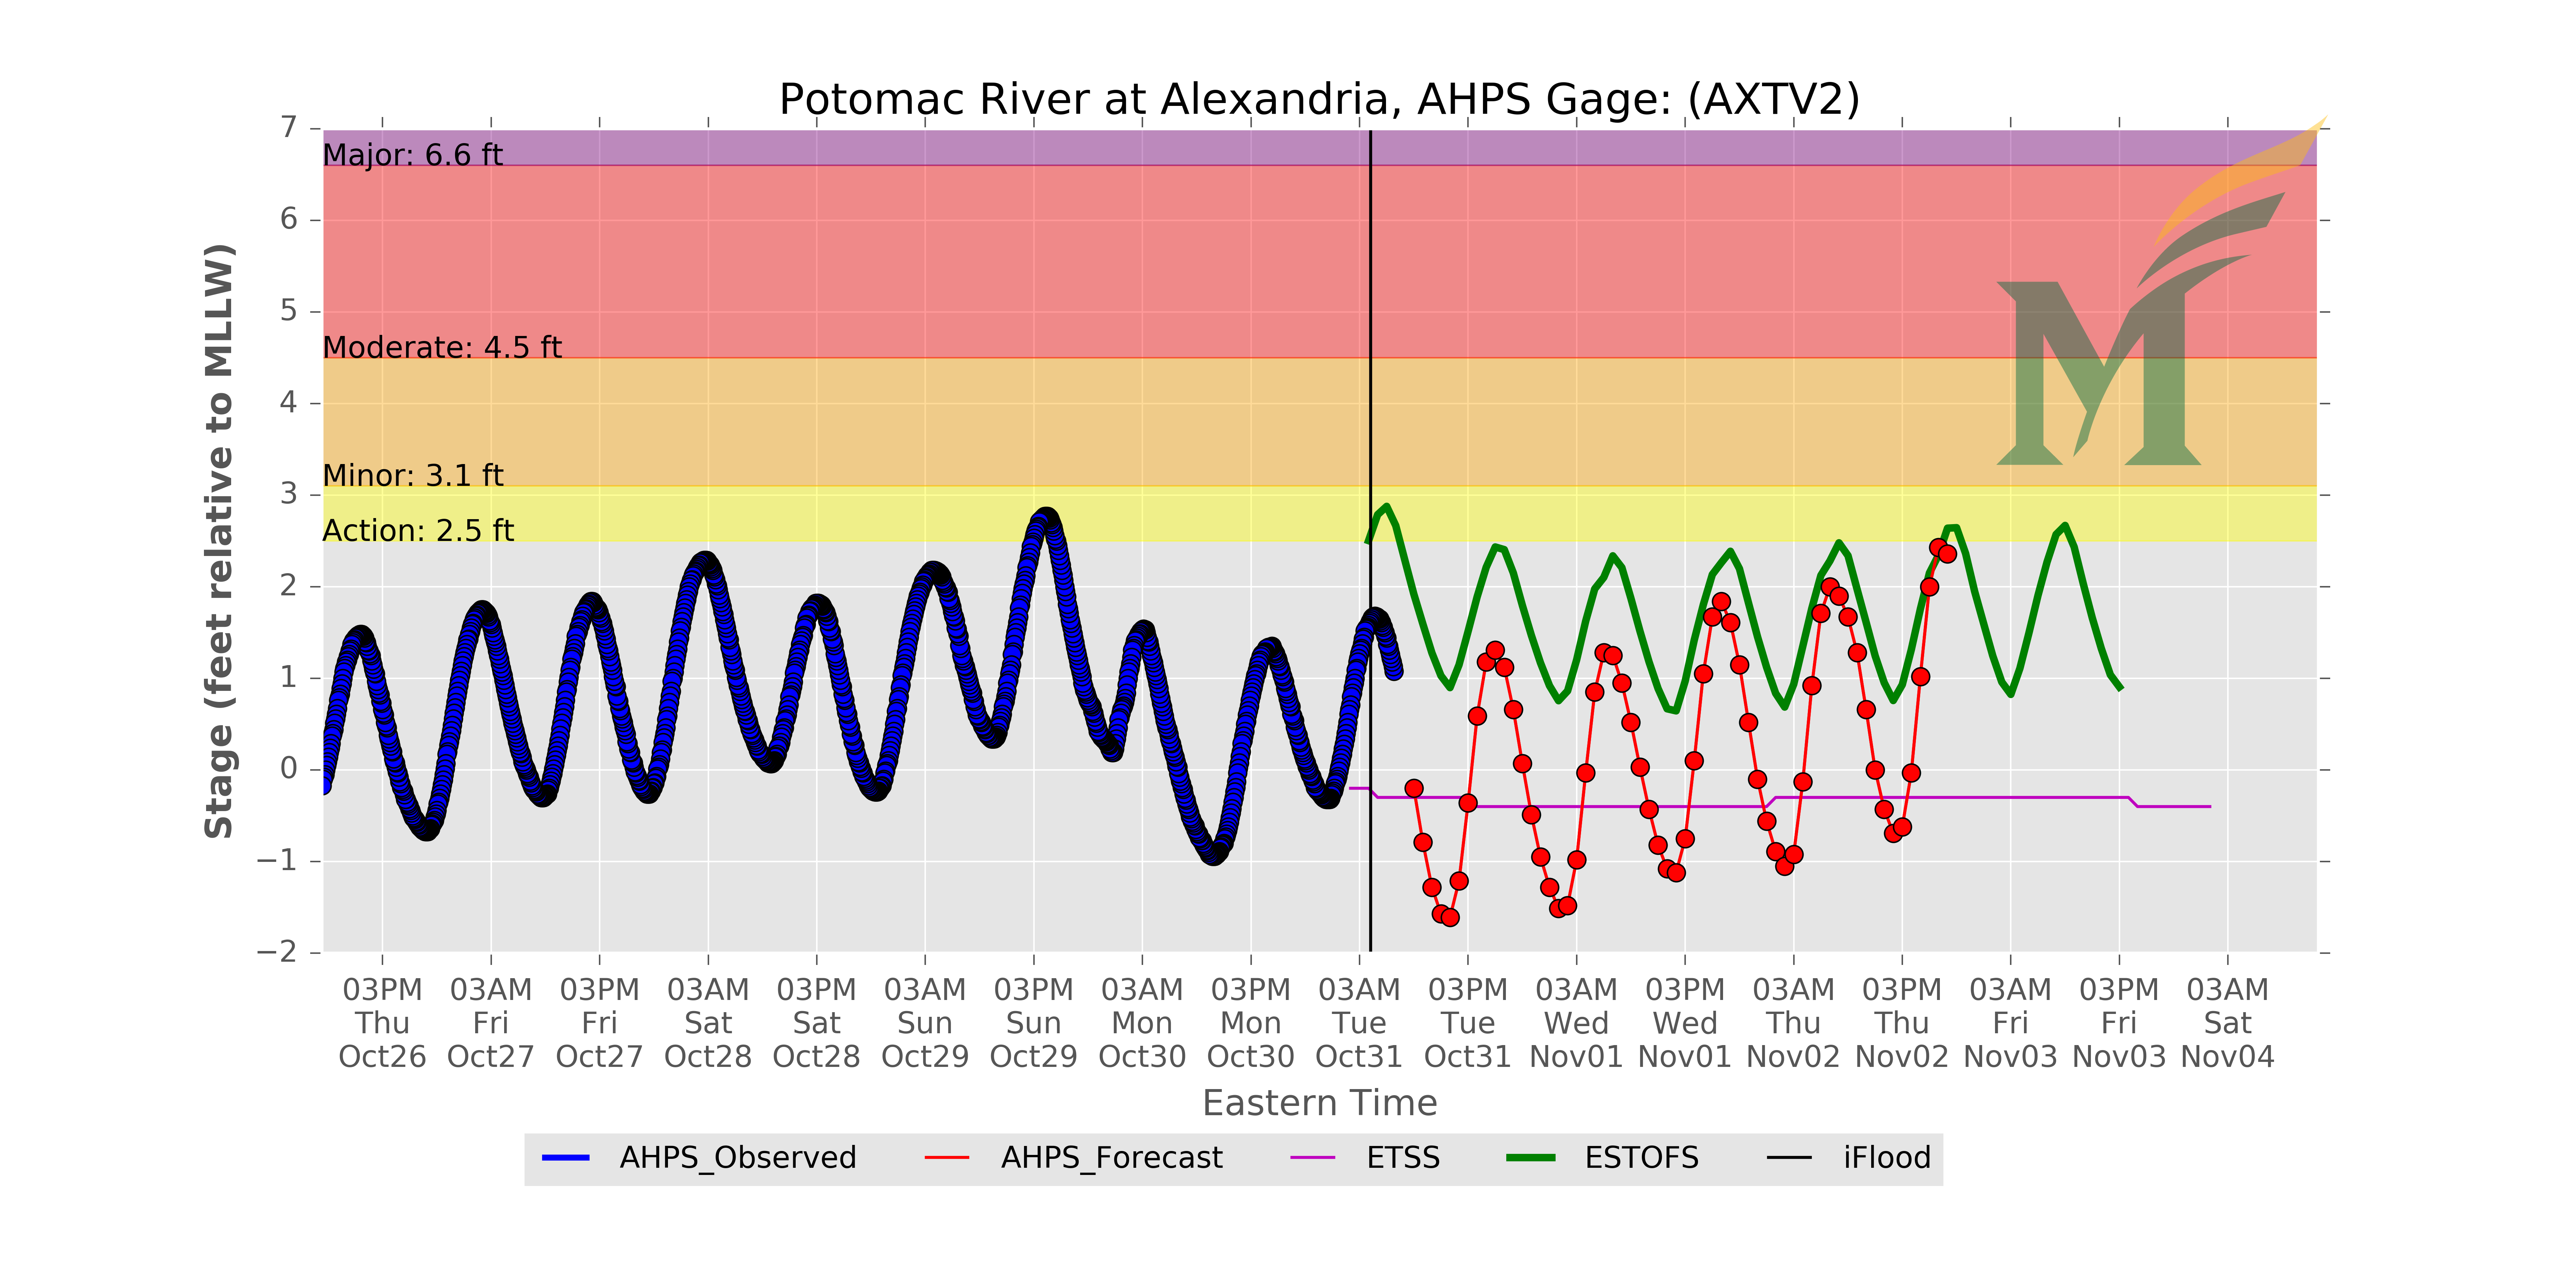 Potomac River at Alexandria, AHPS Gage: (AXTV2)
Stage (feet relative to MLLW)
7
6
5
4
3
2
1
0
−1
−2
Major: 6.6 ft
Moderate: 4.5 ft
Minor: 3.1 ft
Action: 2.5 ft
M
03PM 03AM 03PM 03AM 03PM 03AM 03PM 03AM 03PM 03AM 03PM 03AM 03PM 03AM 03PM 03AM 03PM 03AM
Thu Fri Fri Sat Sat Sun Sun Mon Mon Tue Tue Wed Wed Thu Thu Fri Fri Sat
Oct26 Oct27 Oct27 Oct28 Oct28 Oct29 Oct29 Oct30 Oct30 Oct31 Oct31 Nov01 Nov01 Nov02 Nov02 Nov03 Nov03 Nov04
Eastern Time
AHPS_Observed AHPS_Forecast ETSS ESTOFS iFlood